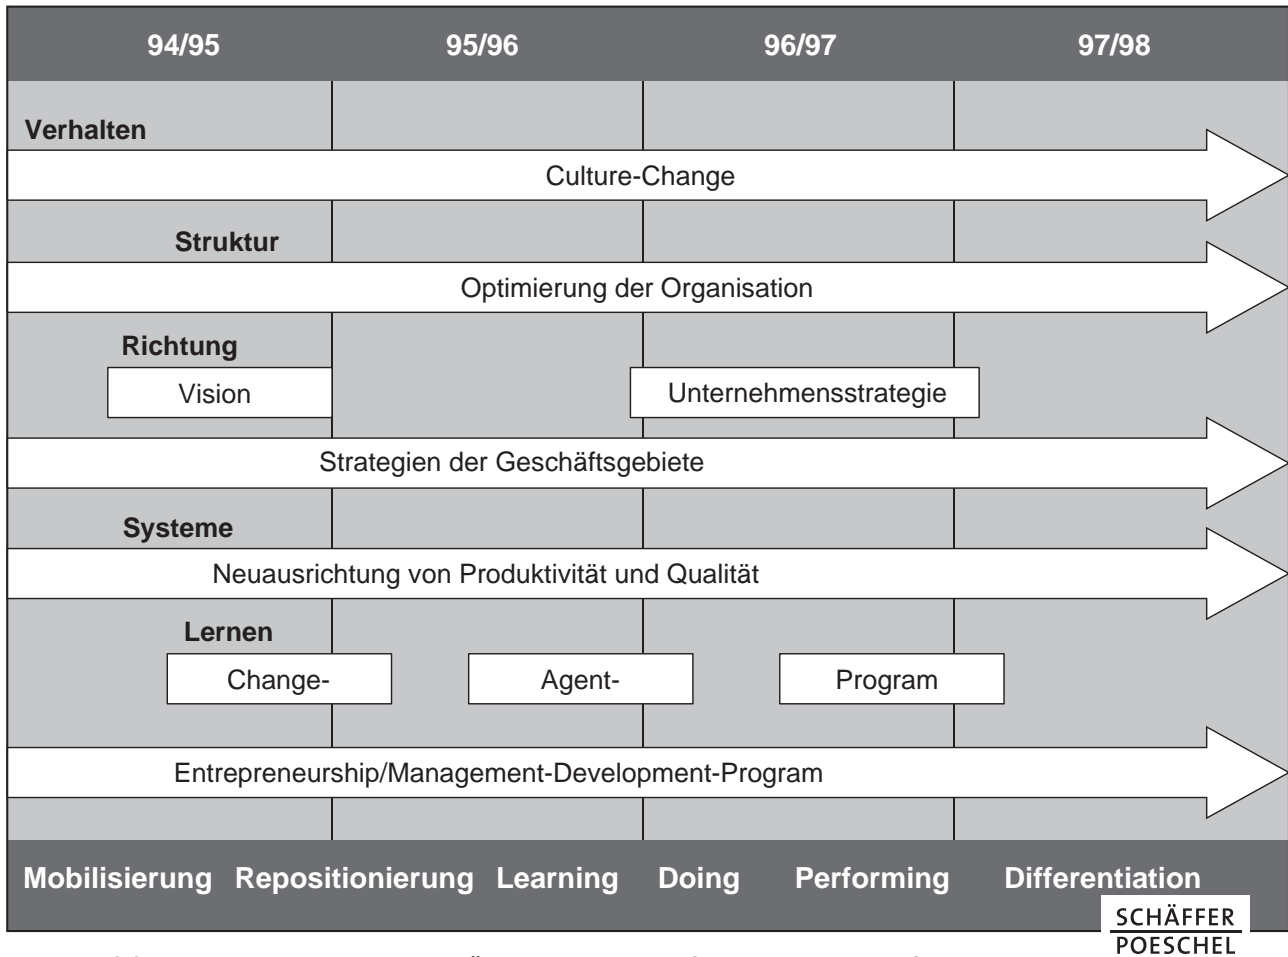 94/95 95/96 96/97 97/98
Verhalten
Culture-Change
Struktur
Optimierung der Organisation
Richtung
Vision Unternehmensstrategie
Strategien der Geschäftsgebiete
Systeme
Neuausrichtung von Produktivität und Qualität
Lernen
Change- Agent- Program
Entrepreneurship/Management-Development-Program
Mobilisierung Repositionierung Learning Doing Performing Differentiation
SCHÄFFER
POESCHEL